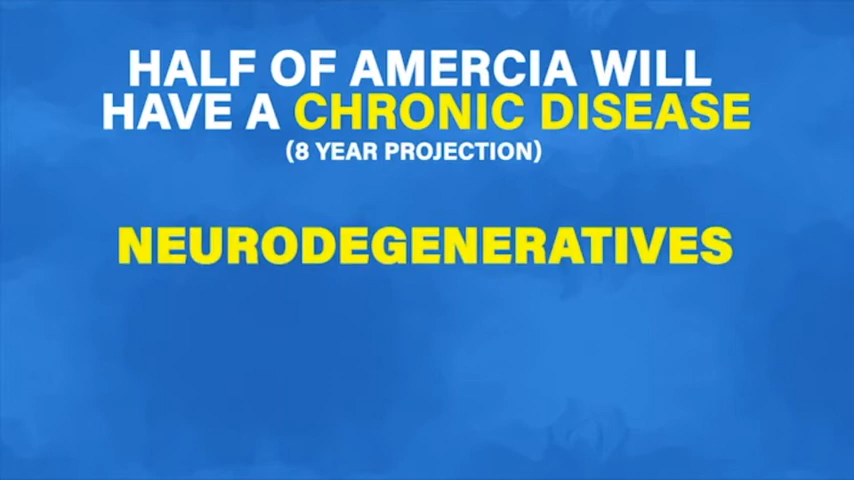 HALF OF AMERCIA WILL
HAVE A CHRONIC DISEASE
(8 YEAR PROJECTION)
NEURODEGENERATIVES